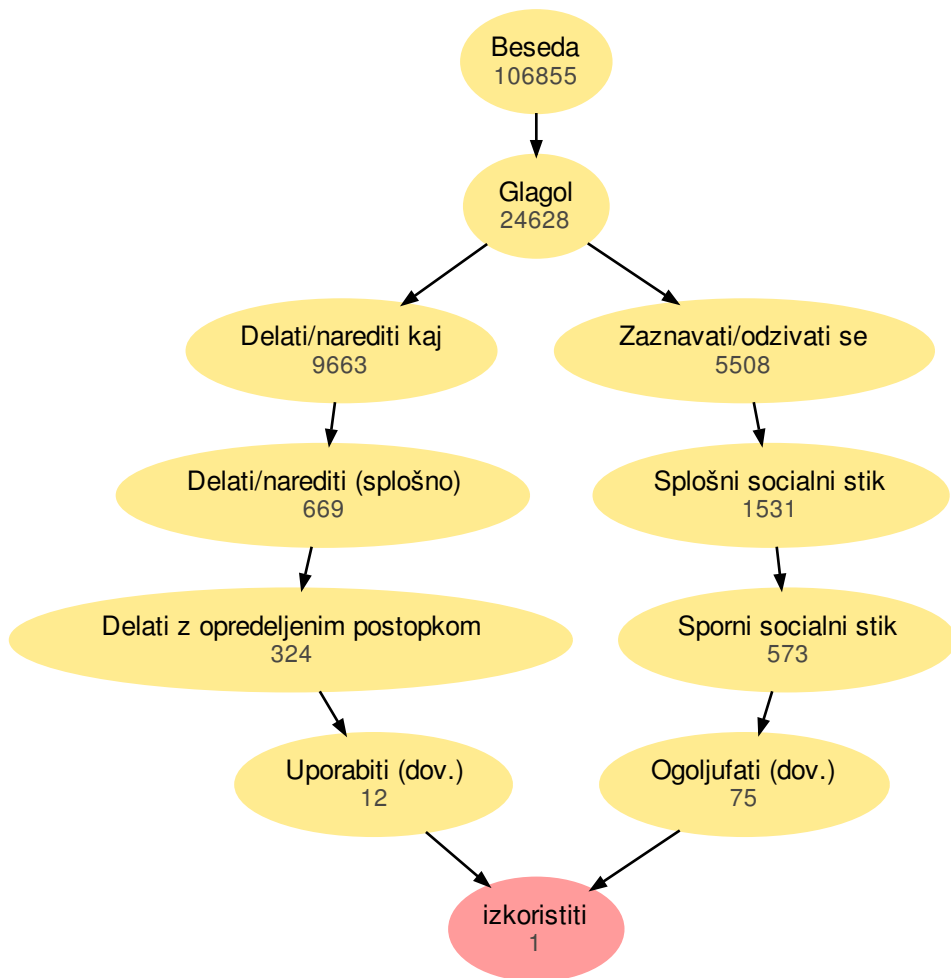 Beseda
106855
Glagol
24628
Delati/narediti kaj
9663
Zaznavati/odzivati se
5508
Delati/narediti (splošno)
669
Splošni socialni stik
1531
Delati z opredeljenim postopkom
324
Sporni socialni stik
573
Uporabiti (dov.)
12
Ogoljufati (dov.)
75
izkoristiti
1